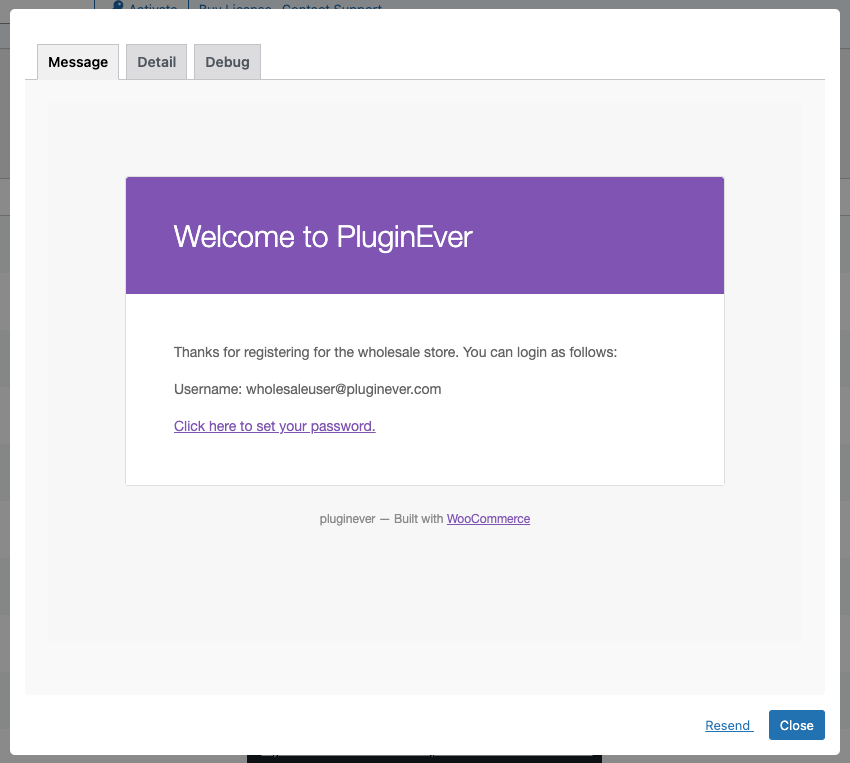 Activate Buy License Contact Support
Message Detail Debug
Welcome to PluginEver
Thanks for registering for the wholesale store. You can login as follows:
Username: wholesaleuser@pluginever.com
Click here to set your password.
pluginever — Built with WooCommerce
Resend Close